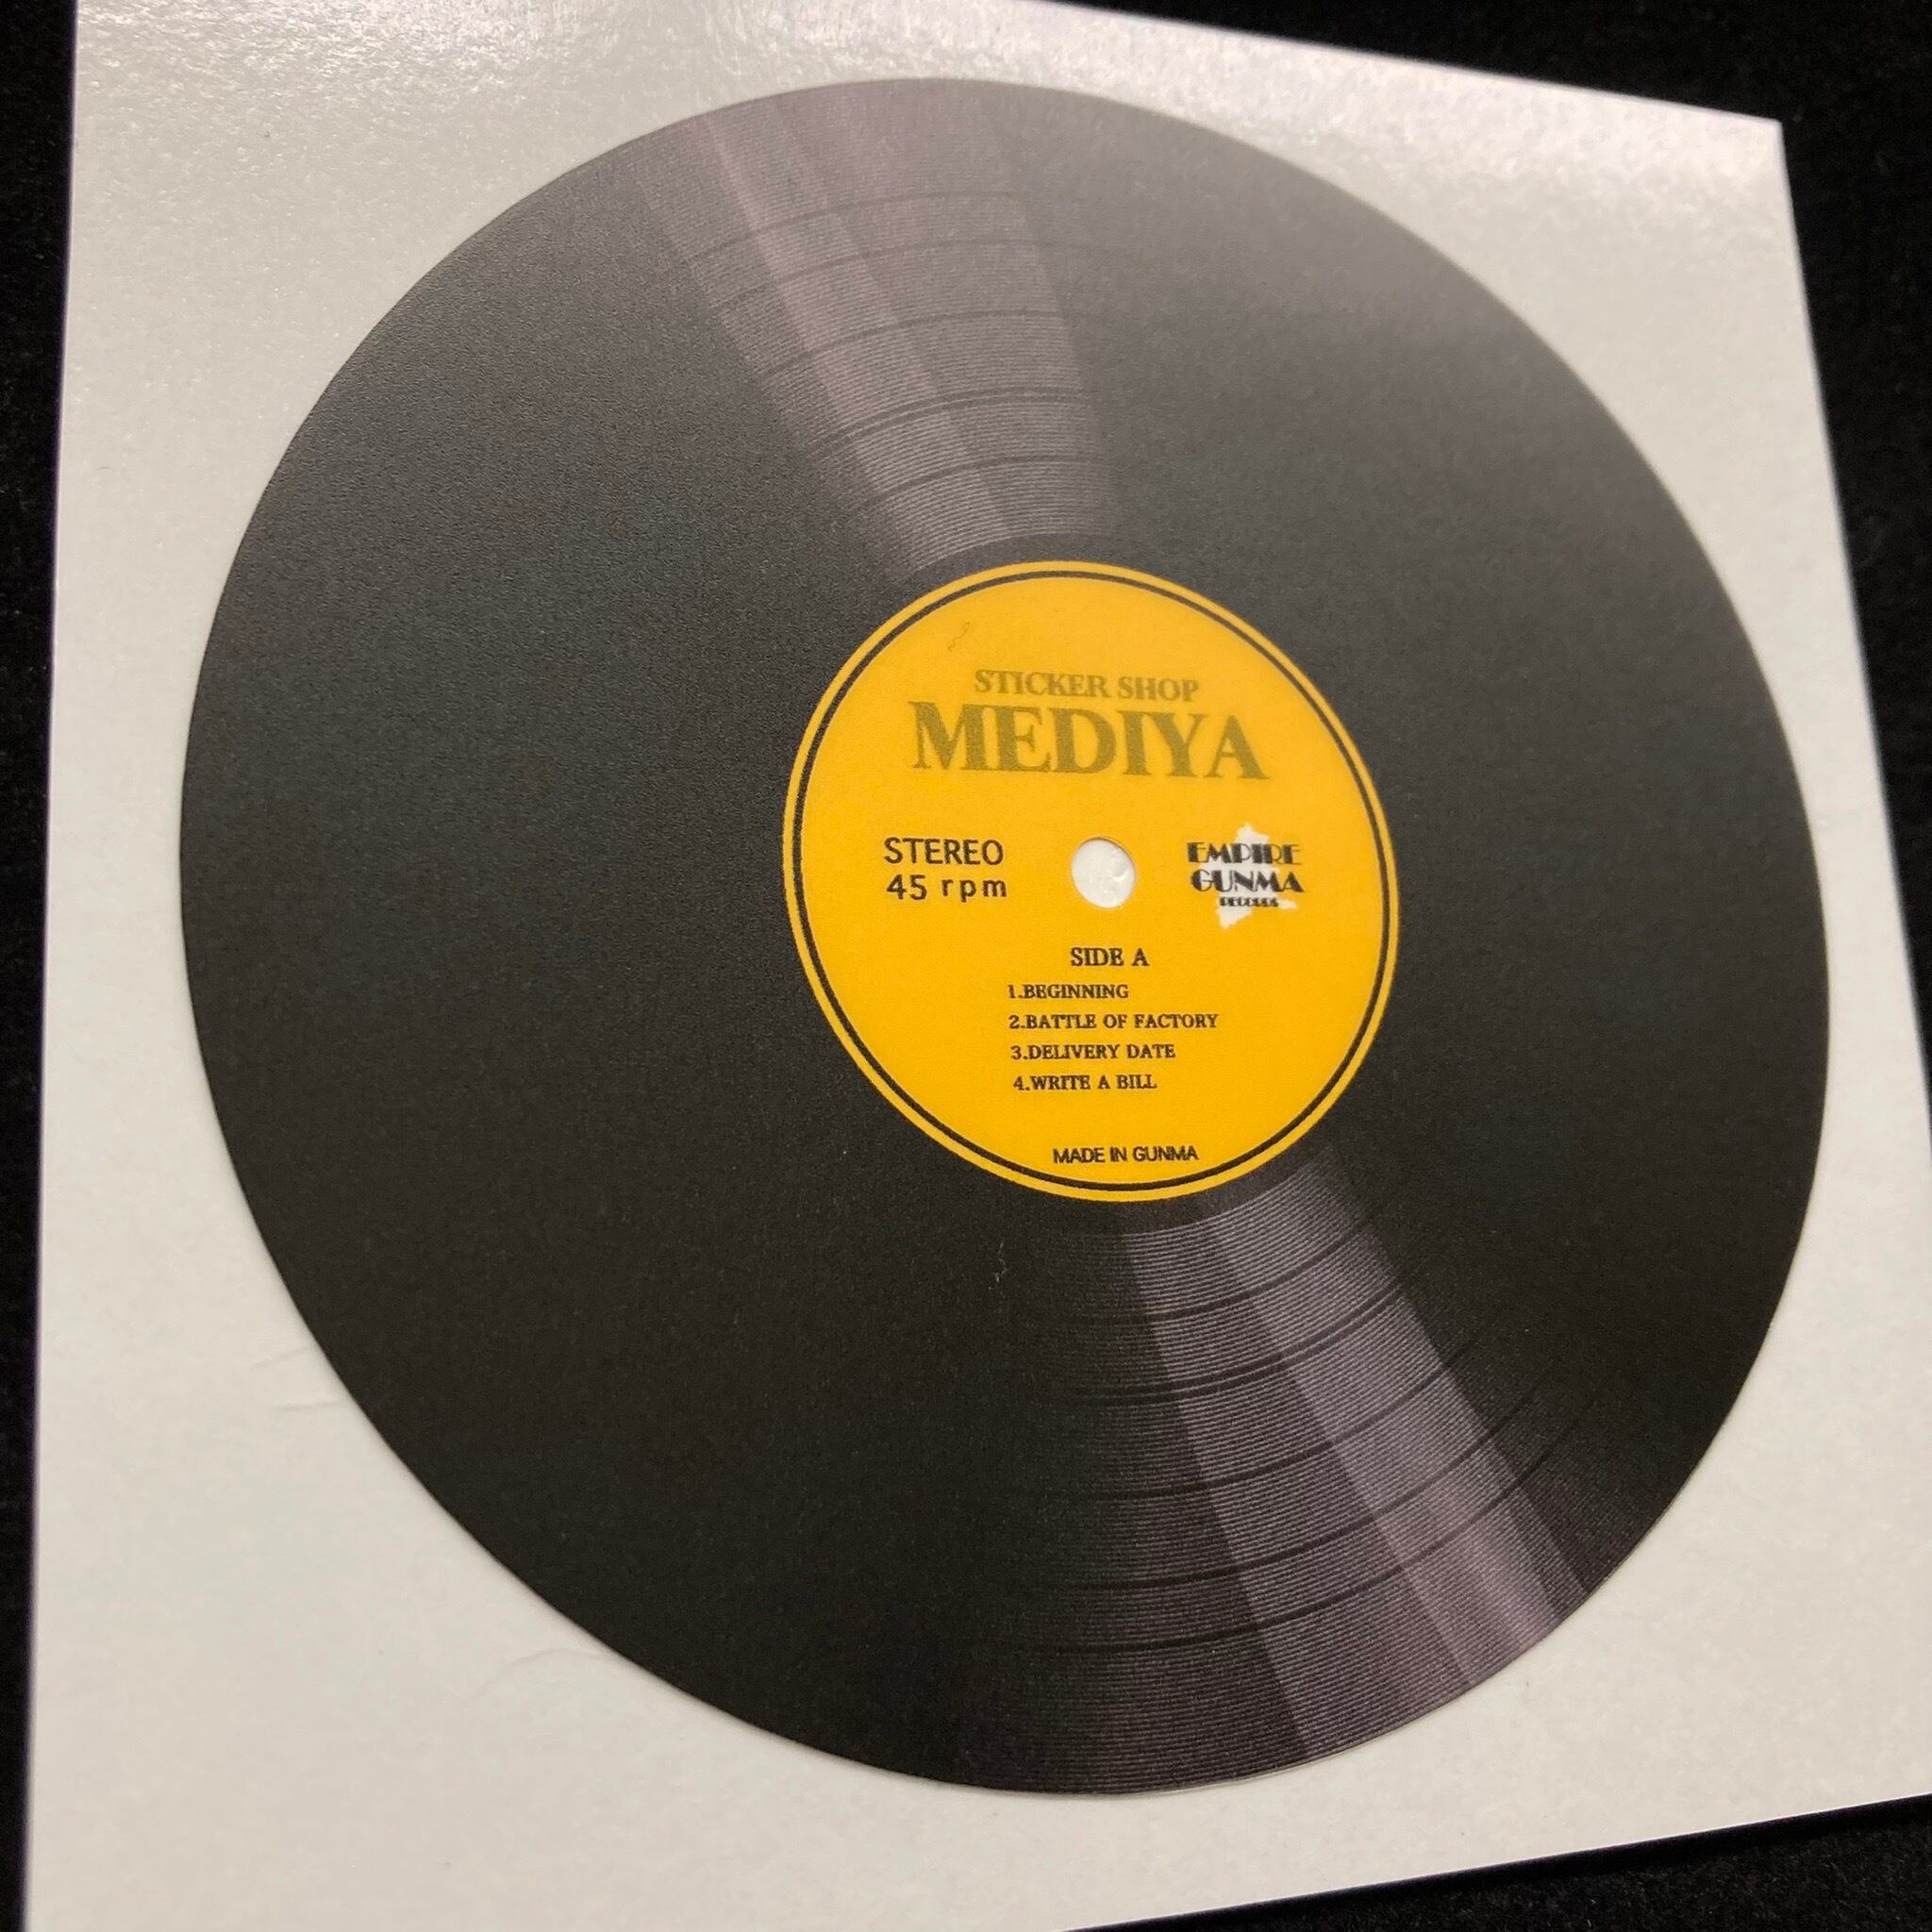 STICKER SHOP
MEDIYA
STEREO
45 rpm
EMPIRE
GUNMA
RECORDS
SIDE A
1.BEGINNING
2.BATTLE OF FACTORY
3.DELIVERY DATE
4.WRITE A BILL
MADE IN GUNMA